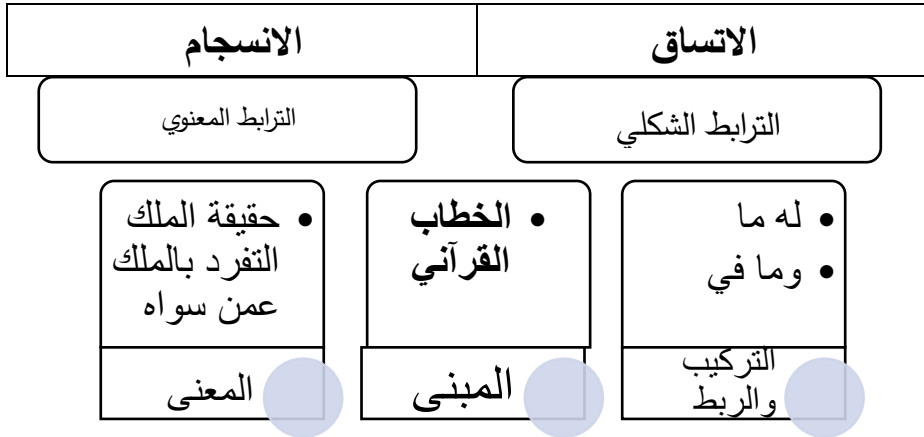 الاتساق
الانسجام
الترابط الشكلي
الترابط المعنوي
• له ما
• وما في
التركيب
والربط
• الخطاب
القرآني
المبنى
• حقيقة الملك
التفرد بالملك
عمن سواه
المعنى